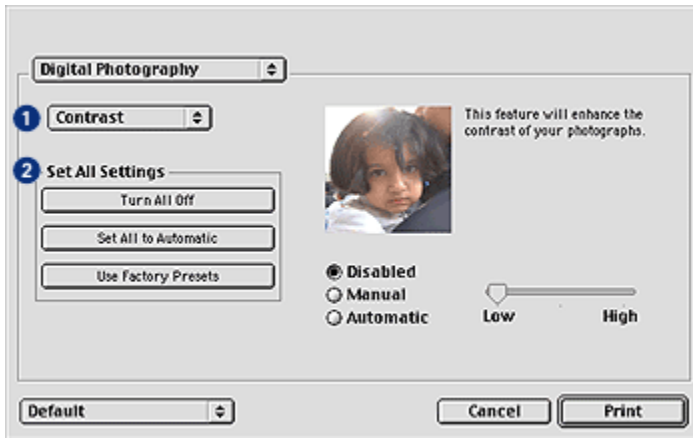 Digital Photography
1 Contrast
This feature will enhance the
contrast of your photographs.
2 Set All Settings
Turn All Off
Set All to Automatic
Use Factory Presets
Disabled
Manual
Automatic
Low High
Default
Cancel Print